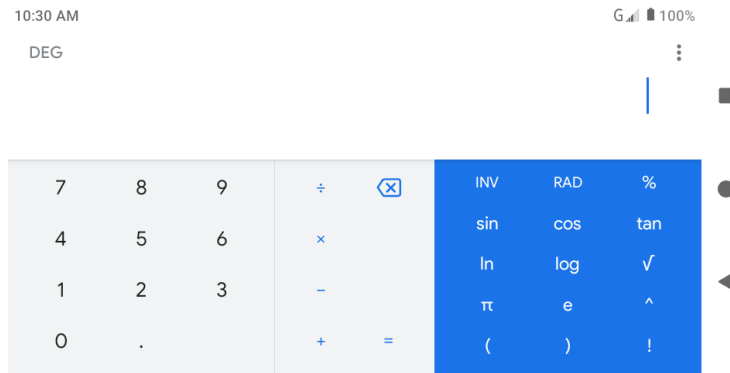 10:30 AM G 100%
DEG
7 8 9 ÷ INV RAD %
4 5 6 × sin cos tan
1 2 3 − ln log √
0 . + = π e ^
( ) !